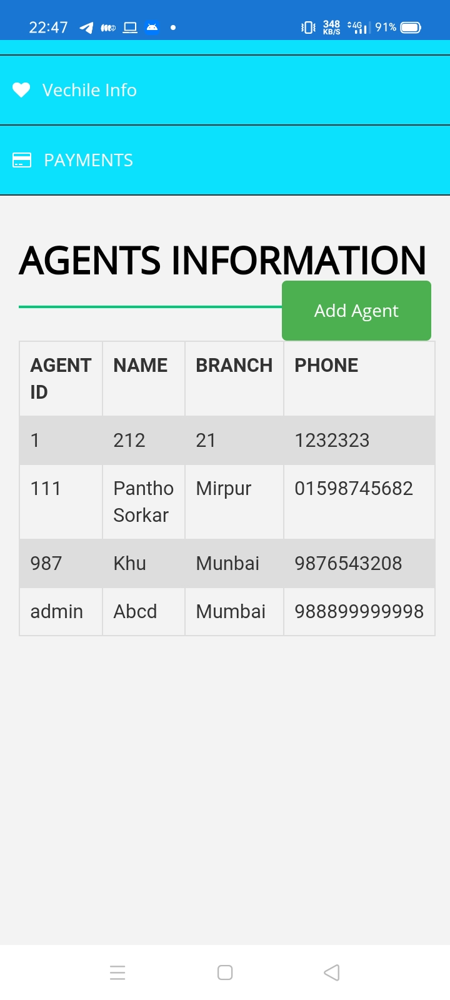 22:47 348 KB/S 4G 91%
Vechile Info
PAYMENTS
AGENTS INFORMATION
Add Agent
AGENT ID NAME BRANCH PHONE
1 212 21 1232323
111 Pantho Sorkar Mirpur 01598745682
987 Khu Munbai 9876543208
admin Abcd Mumbai 988899999998